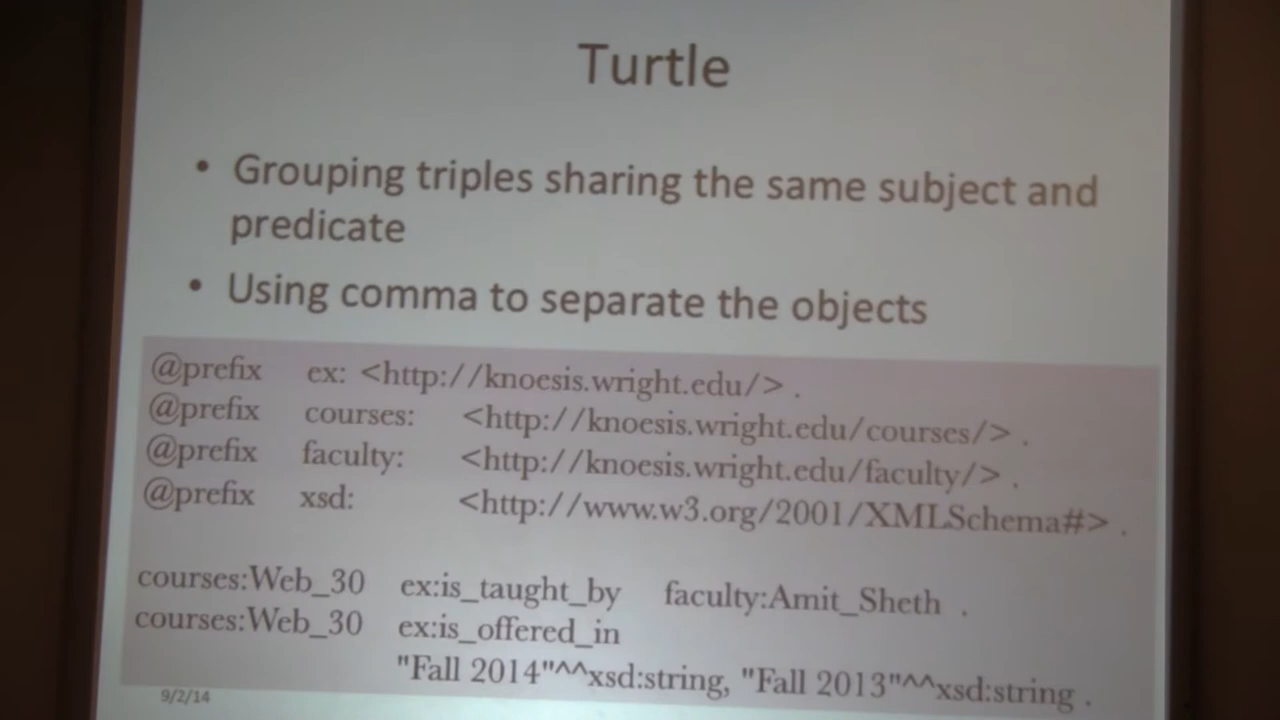 Turtle
• Grouping triples sharing the same subject and
predicate
• Using comma to separate the objects
@prefix ex: <http://knoesis.wright.edu/> .
@prefix courses: <http://knoesis.wright.edu/courses/> .
@prefix faculty: <http://knoesis.wright.edu/faculty/> .
@prefix xsd: <http://www.w3.org/2001/XMLSchema#> .
courses:Web_30 ex:is_taught_by faculty:Amit_Sheth .
courses:Web_30 ex:is_offered_in
"Fall 2014"^^xsd:string, "Fall 2013"^^xsd:string .
9/2/14